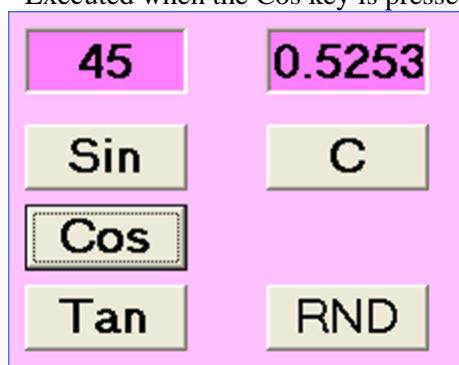 Executed when the Cos key is presse
45 0.5253
Sin C
Cos
Tan RND